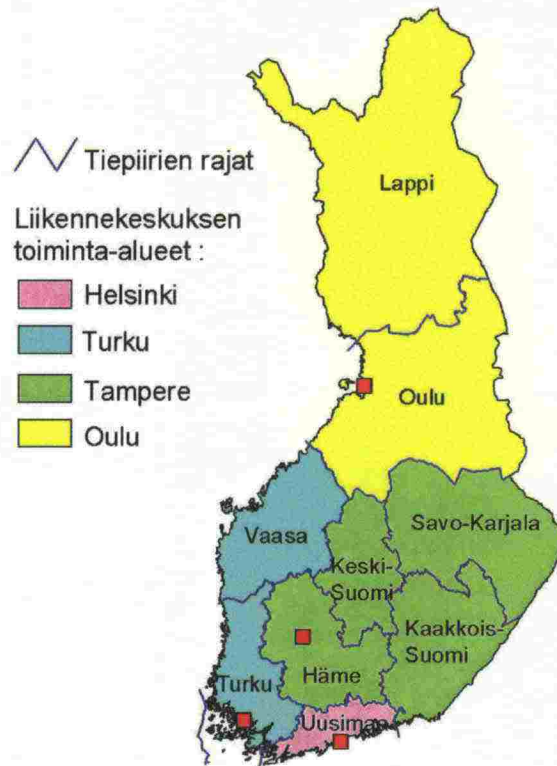 Tiepiirien rajat
Liikennekeskuksen
toiminta-alueet :
Helsinki
Turku
Tampere
Oulu
Lappi
Oulu
Vaasa
Savo-Karjala
Keski-
Suomi
Kaakkois-
Suomi
Häme
Turku
Uusimaa